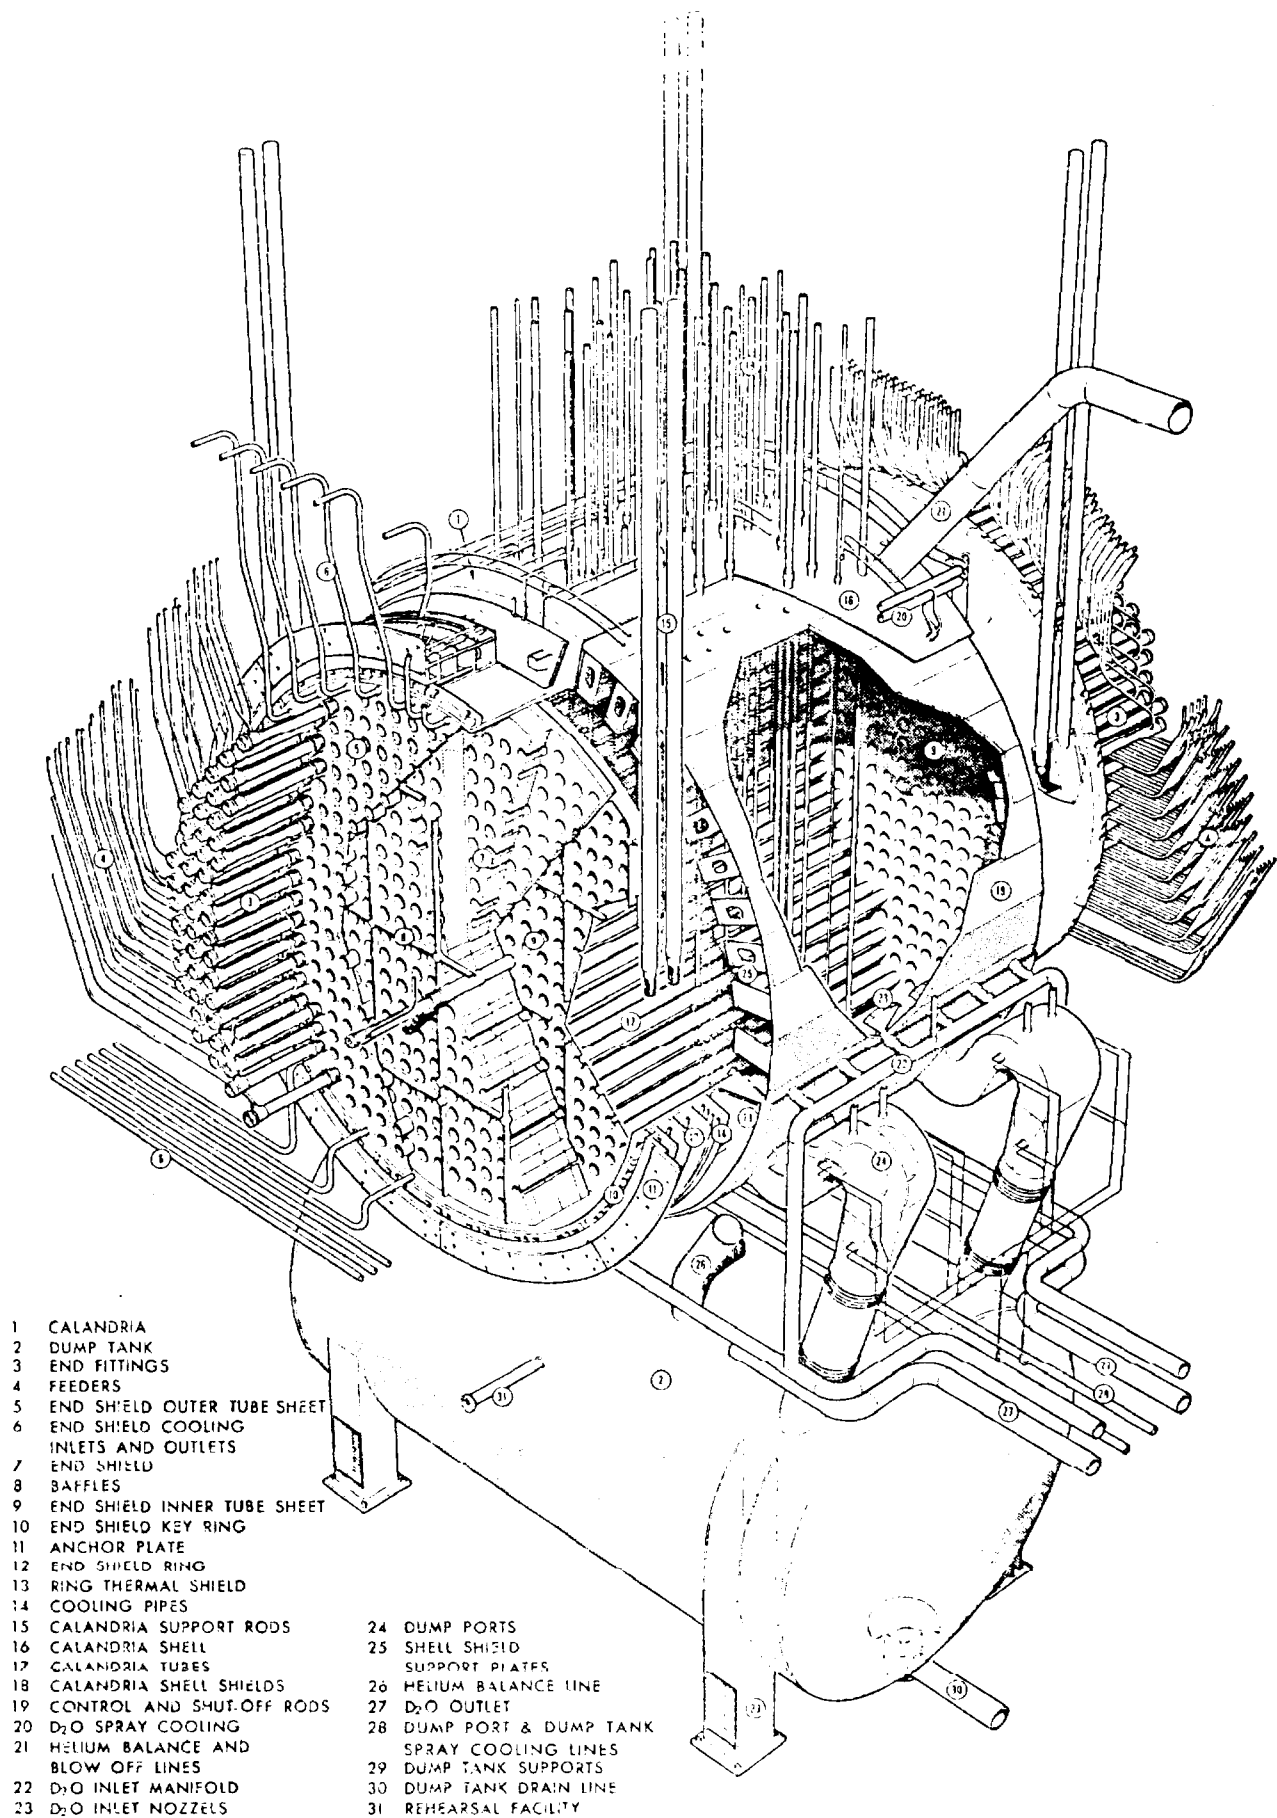 1 CALANDRIA
2 DUMP TANK
3 END FITTINGS
4 FEEDERS
5 END SHIELD OUTER TUBE SHEET
6 END SHIELD COOLING
INLETS AND OUTLETS
7 END SHIELD
8 BAFFLES
9 END SHIELD INNER TUBE SHEET
10 END SHIELD KEY RING
11 ANCHOR PLATE
12 END SHIELD RING
13 RING THERMAL SHIELD
14 COOLING PIPES
15 CALANDRIA SUPPORT RODS
16 CALANDRIA SHELL
17 CALANDRIA TUBES
18 CALANDRIA SHELL SHIELDS
19 CONTROL AND SHUT-OFF RODS
20 D₂O SPRAY COOLING
21 HELIUM BALANCE AND
BLOW OFF LINES
22 D₂O INLET MANIFOLD
23 D₂O INLET NOZZELS
24 DUMP PORTS
25 SHELL SHIELD
SUPPORT PLATES
26 HELIUM BALANCE LINE
27 D₂O OUTLET
28 DUMP PORT & DUMP TANK
SPRAY COOLING LINES
29 DUMP TANK SUPPORTS
30 DUMP TANK DRAIN LINE
31 REHEARSAL FACILITY